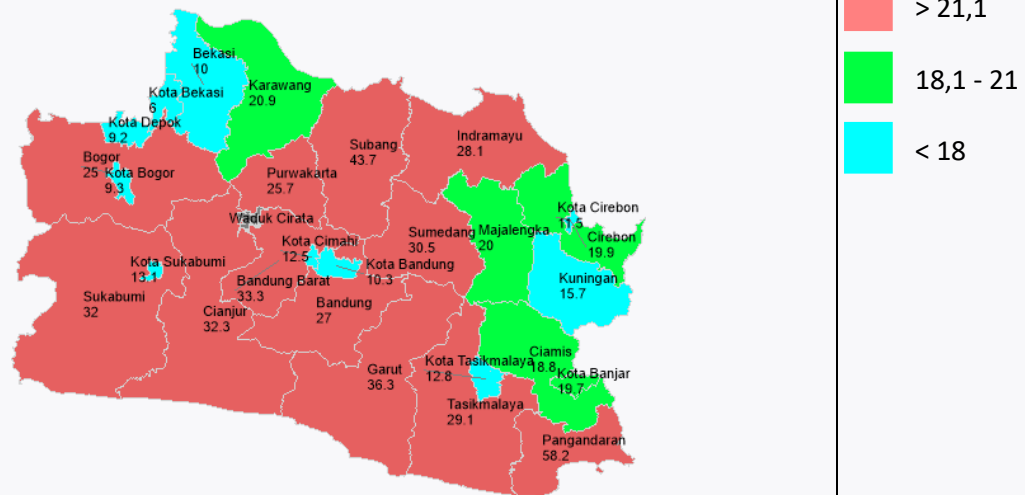 Bekasi
10
Karawang
20.9
Kota Bekasi
6
Kota Depok
9.2
Bogor
25
Kota Bogor
9.3
Subang
43.7
Indramayu
28.1
Purwakarta
25.7
Waduk Cirata
Kota Cirebon
11.5
Cirebon
19.9
Majalengka
20
Sumedang
30.5
Kota Cimahi
12.5
Kota Bandung
10.3
Kota Sukabumi
13.1
Bandung Barat
33.3
Kuningan
15.7
Sukabumi
32
Cianjur
32.3
Bandung
27
Ciamis
18.8
Kota Tasikmalaya
12.8
Garut
36.3
Kota Banjar
19.7
Tasikmalaya
29.1
Pangandaran
58.2
> 21,1
18,1 - 21
< 18